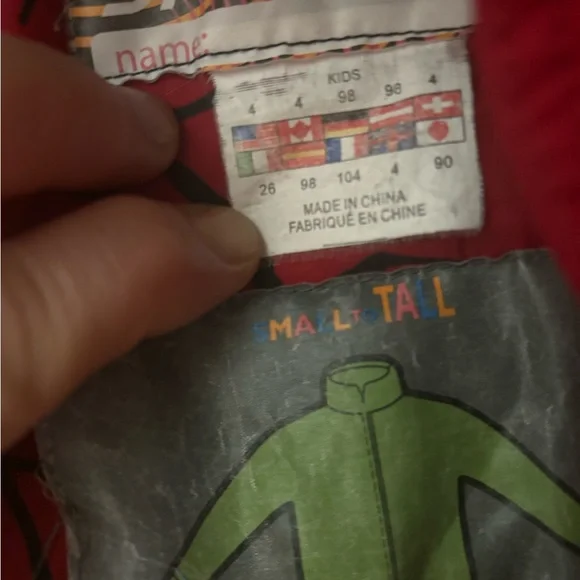 name:
KIDS
4 4 98 98 4
26 98 104 4 90
MADE IN CHINA
FABRIQUÉ EN CHINE
SMALL TO TALL